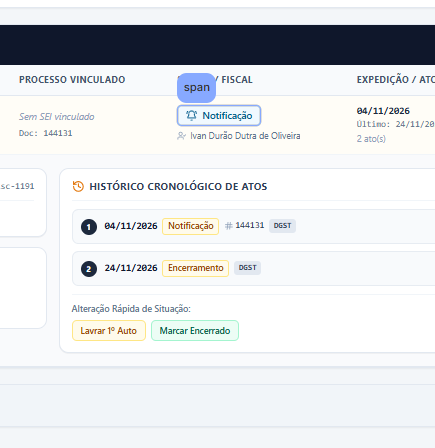 PROCESSO VINCULADO
span
/ FISCAL
EXPEDIÇÃO / ATO
Sem SEI vinculado
Doc: 144131
Notificação
Ivan Durão Dutra de Oliveira
04/11/2026
Último: 24/11/20
2 ato(s)
sc-1191
HISTÓRICO CRONOLÓGICO DE ATOS
1 04/11/2026 Notificação # 144131 DGST
2 24/11/2026 Encerramento DGST
Alteração Rápida de Situação:
Lavrar 1º Auto Marcar Encerrado